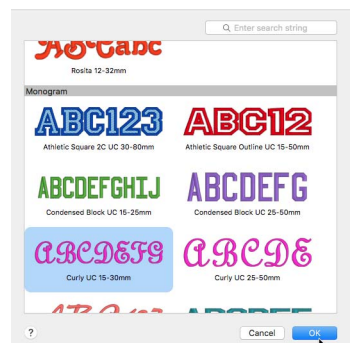 Enter search string
Rosita 12-32mm
Monogram
ABC123 ABC12
Athletic Square 2C UC 30-80mm Athletic Square Outline UC 15-50mm
ABCDEFGHIJ ABCDEFG
Condensed Block UC 15-25mm Condensed Block UC 25-50mm
ABCDEFG ABCDE
Curly UC 15-30mm Curly UC 25-50mm
? Cancel OK